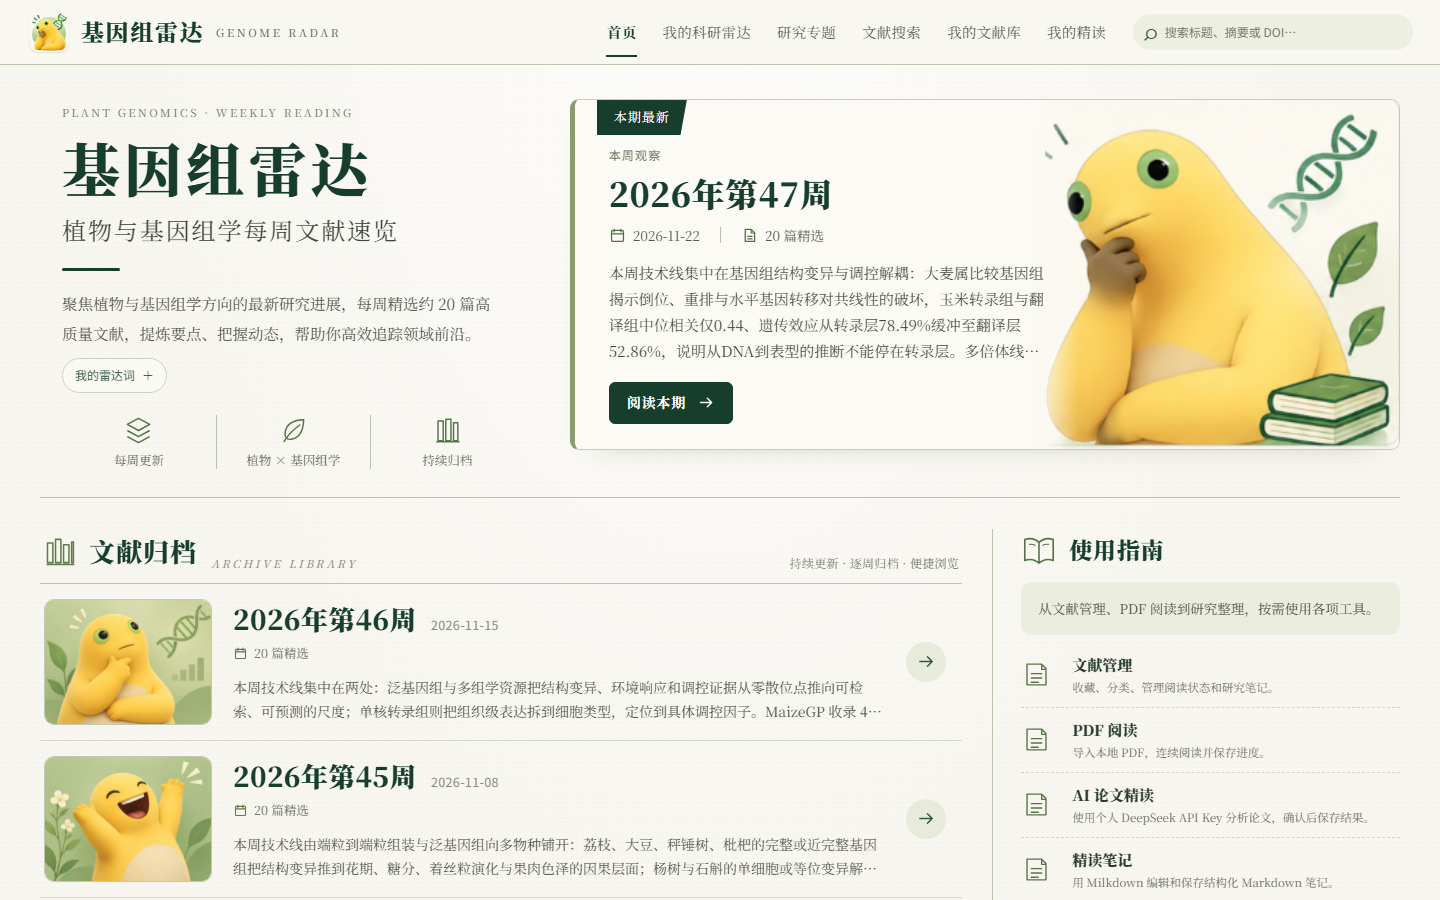 基因组雷达 GENOME RADAR
首页 我的科研雷达 研究专题 文献搜索 我的文献库 我的精读 搜索标题、摘要或 DOI…
PLANT GENOMICS · WEEKLY READING
基因组雷达
植物与基因组学每周文献速览
聚焦植物与基因组学方向的最新研究进展，每周精选约 20 篇高
质量文献，提炼要点、把握动态，帮助你高效追踪领域前沿。
我的雷达词 +
每周更新 植物 × 基因组学 持续归档
本期最新
本周观察
2026年第47周
2026-11-22 20 篇精选
本周技术线集中在基因组结构变异与调控解耦：大麦属比较基因组
揭示倒位、重排与水平基因转移对共线性的破坏，玉米转录组与翻
译组中位相关仅0.44、遗传效应从转录层78.49%缓冲至翻译层
52.86%，说明从DNA到表型的推断不能停在转录层。多倍体线…
阅读本期 →
文献归档 ARCHIVE LIBRARY
持续更新 · 逐周归档 · 便捷浏览
2026年第46周 2026-11-15
20 篇精选
本周技术线集中在两处：泛基因组与多组学资源把结构变异、环境响应和调控证据从零散位点推向可检
索、可预测的尺度；单核转录组则把组织级表达拆到细胞类型，定位到具体调控因子。MaizeGP 收录 4…
2026年第45周 2026-11-08
20 篇精选
本周技术线由端粒到端粒组装与泛基因组向多物种铺开：荔枝、大豆、秤锤树、枇杷的完整或近完整基因
组把结构变异推到花期、糖分、着丝粒演化与果肉色泽的因果层面；杨树与石斛的单细胞或等位变异解…
使用指南
从文献管理、PDF 阅读到研究整理，按需使用各项工具。
文献管理
收藏、分类、管理阅读状态和研究笔记。
PDF 阅读
导入本地 PDF，连续阅读并保存进度。
AI 论文精读
使用个人 DeepSeek API Key 分析论文，确认后保存结果。
精读笔记
用 Milkdown 编辑和保存结构化 Markdown 笔记。